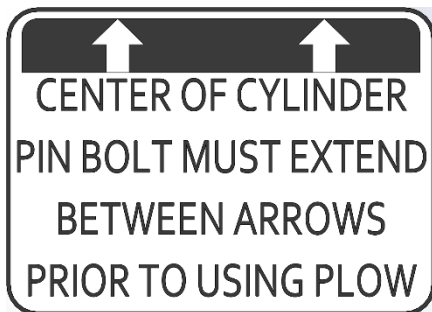 CENTER OF CYLINDER
PIN BOLT MUST EXTEND
BETWEEN ARROWS
PRIOR TO USING PLOW